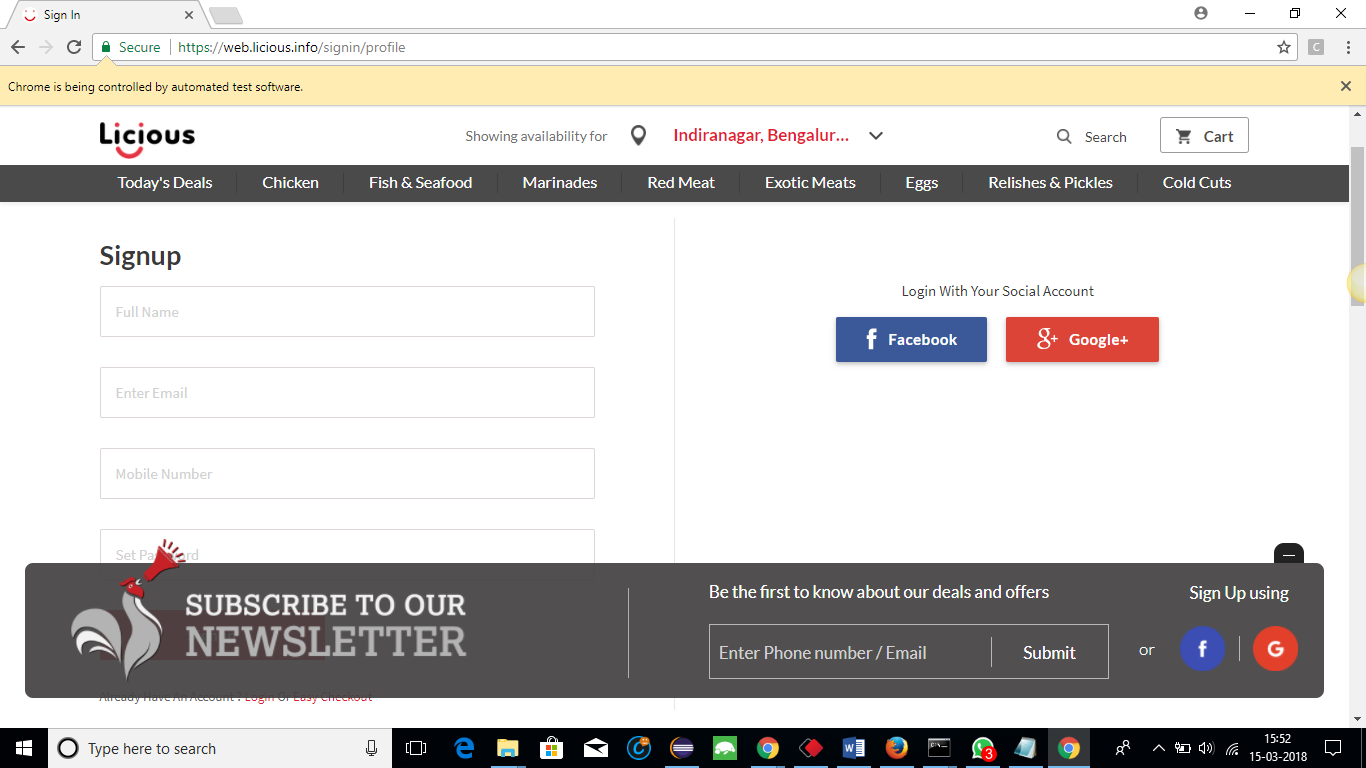 Sign In
Secure
https://web.licious.info/signin/profile
C
Chrome is being controlled by automated test software.
Licious
Showing availability for
Indiranagar, Bengalur...
Search
Cart
Today's Deals
Chicken
Fish & Seafood
Marinades
Red Meat
Exotic Meats
Eggs
Relishes & Pickles
Cold Cuts
Signup
Full Name
Enter Email
Mobile Number
Set Password
Login With Your Social Account
f Facebook
g+ Google+
SUBSCRIBE TO OUR
NEWSLETTER
Be the first to know about our deals and offers
Enter Phone number / Email
Submit
or
Sign Up using
f
G
Already Have An Account ? Login Or Easy Checkout
Type here to search
3
15:52
15-03-2018